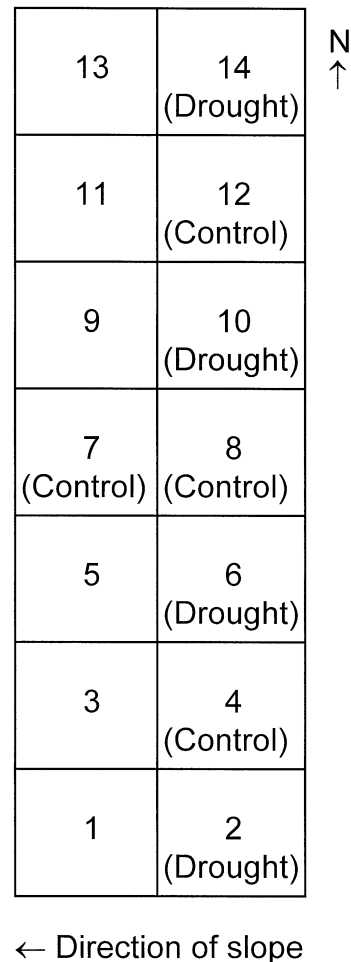 N
↑
13 14
(Drought)
11 12
(Control)
9 10
(Drought)
7 8
(Control) (Control)
5 6
(Drought)
3 4
(Control)
1 2
(Drought)
← Direction of slope